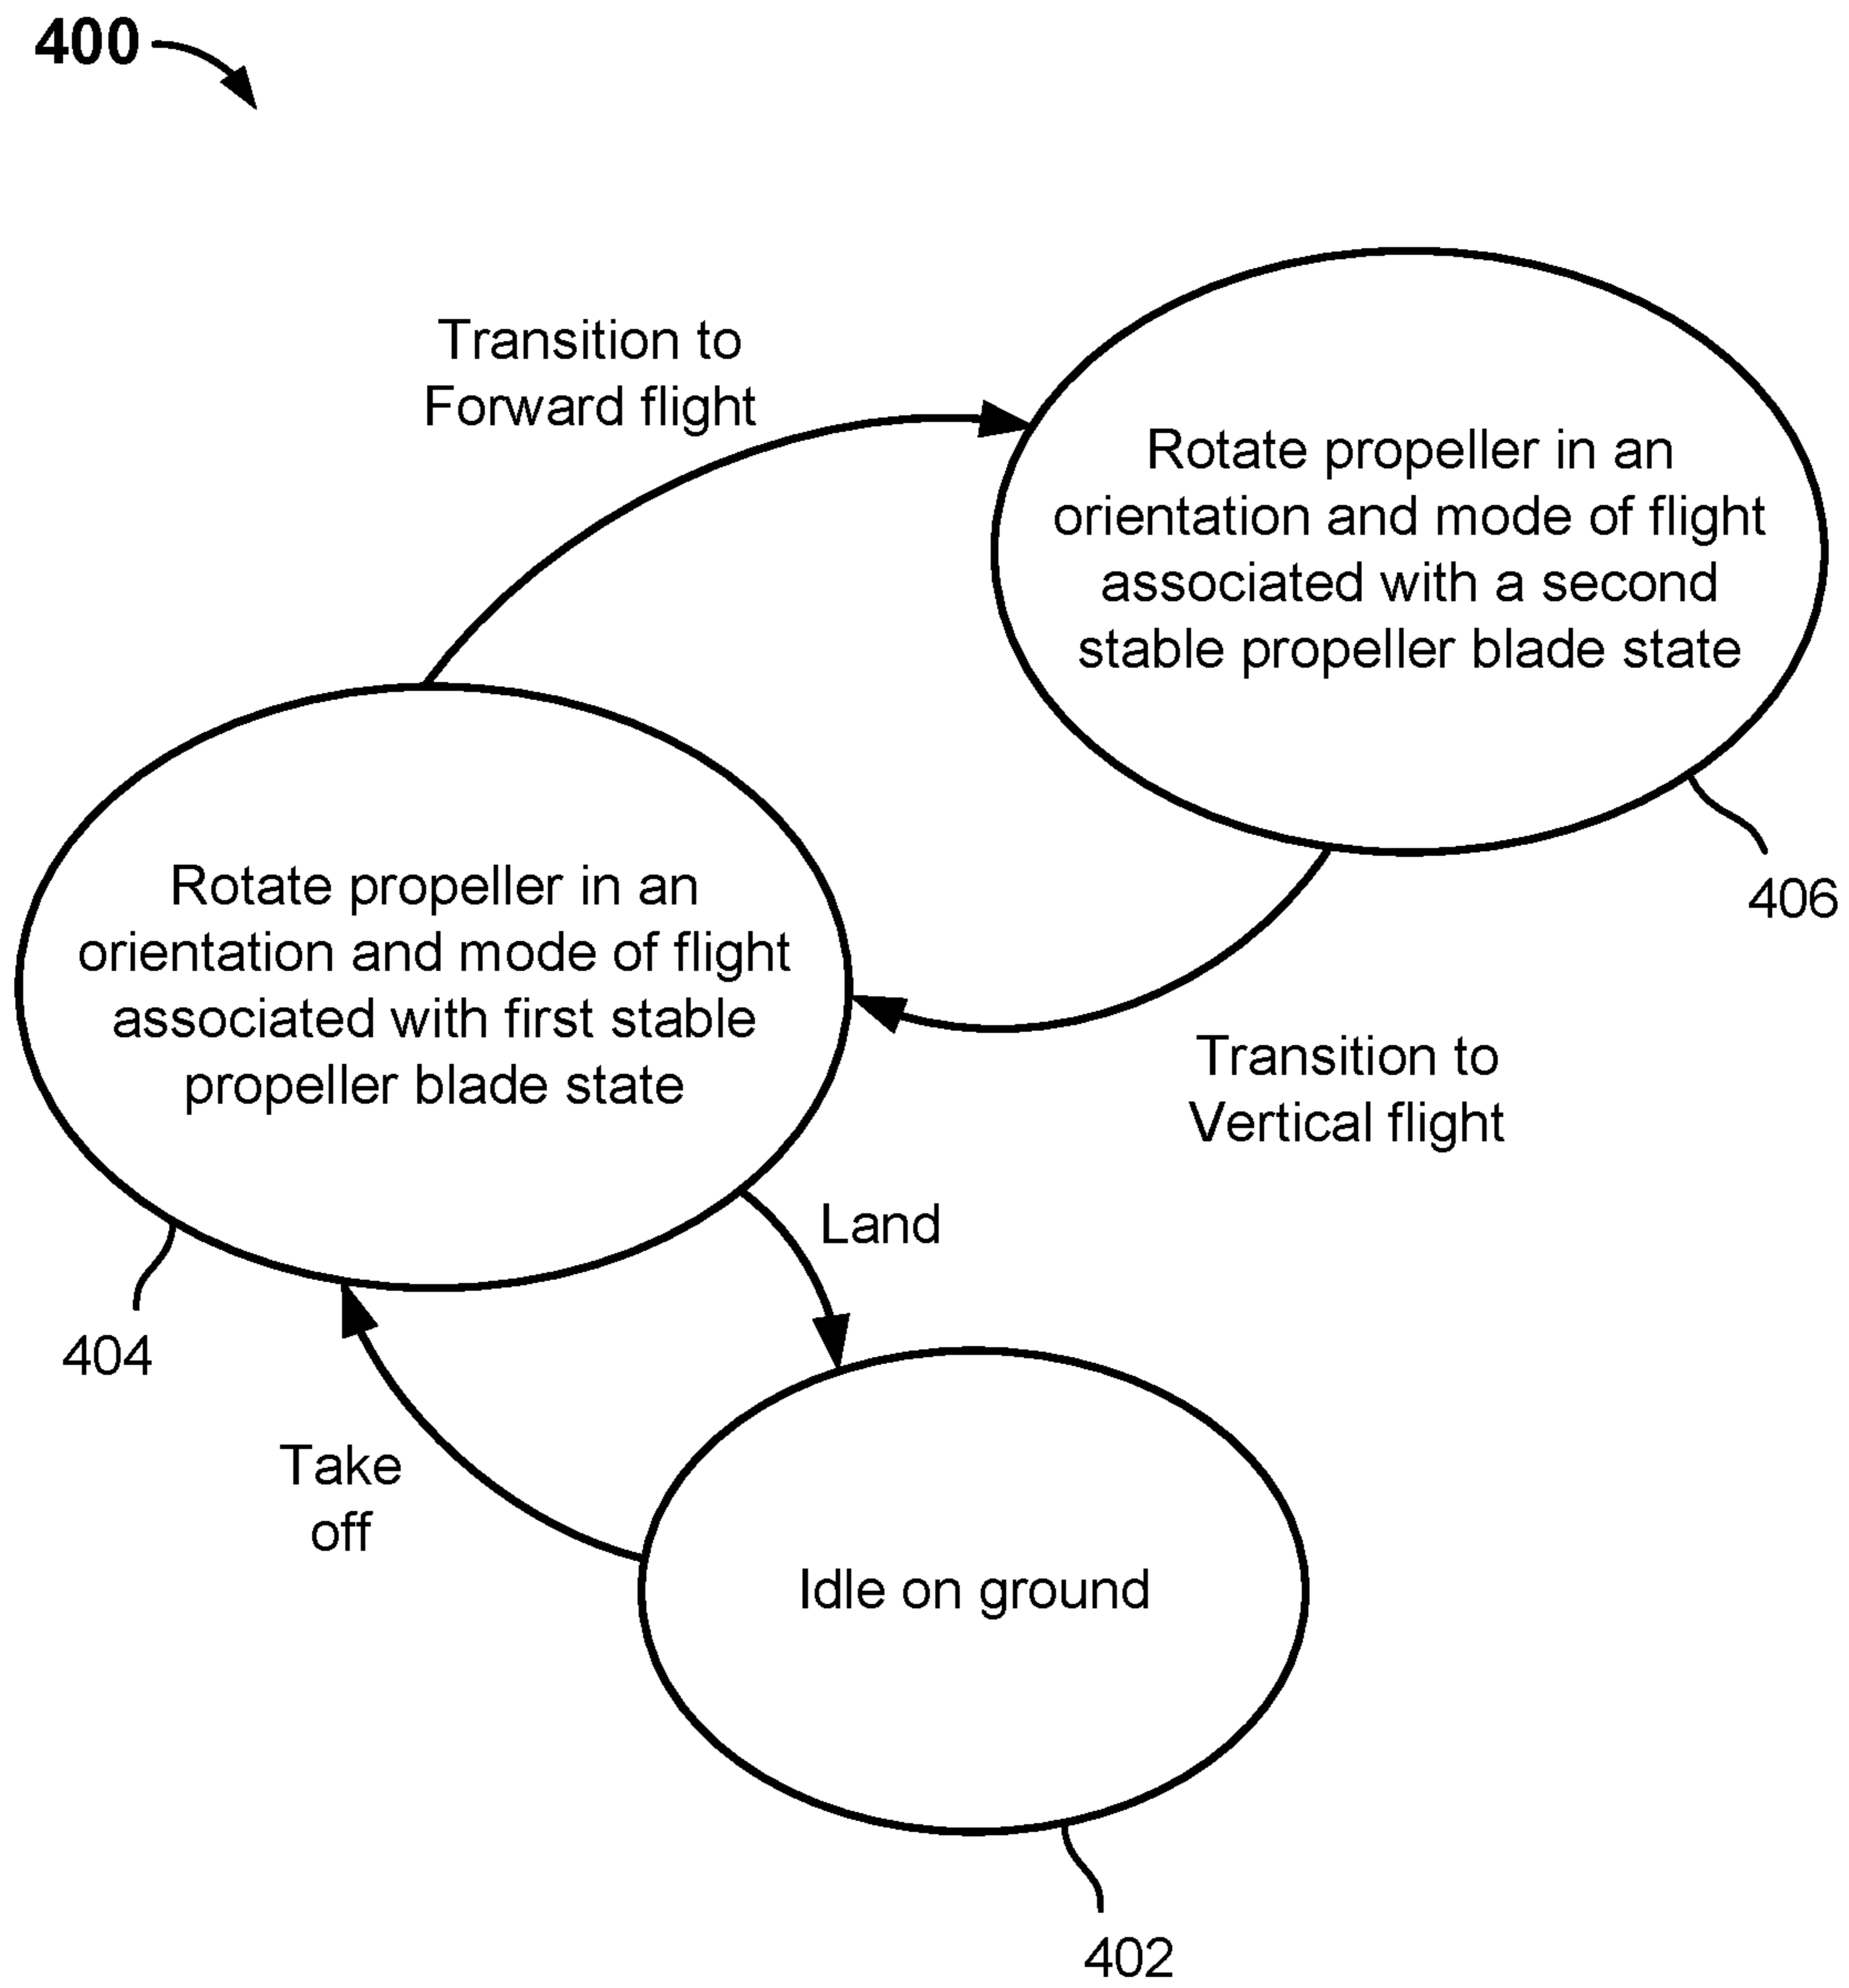 400
Transition to
Forward flight
Rotate propeller in an
orientation and mode of flight
associated with a second
stable propeller blade state
406
Rotate propeller in an
orientation and mode of flight
associated with first stable
propeller blade state
404
Transition to
Vertical flight
Land
Take
off
Idle on ground
402